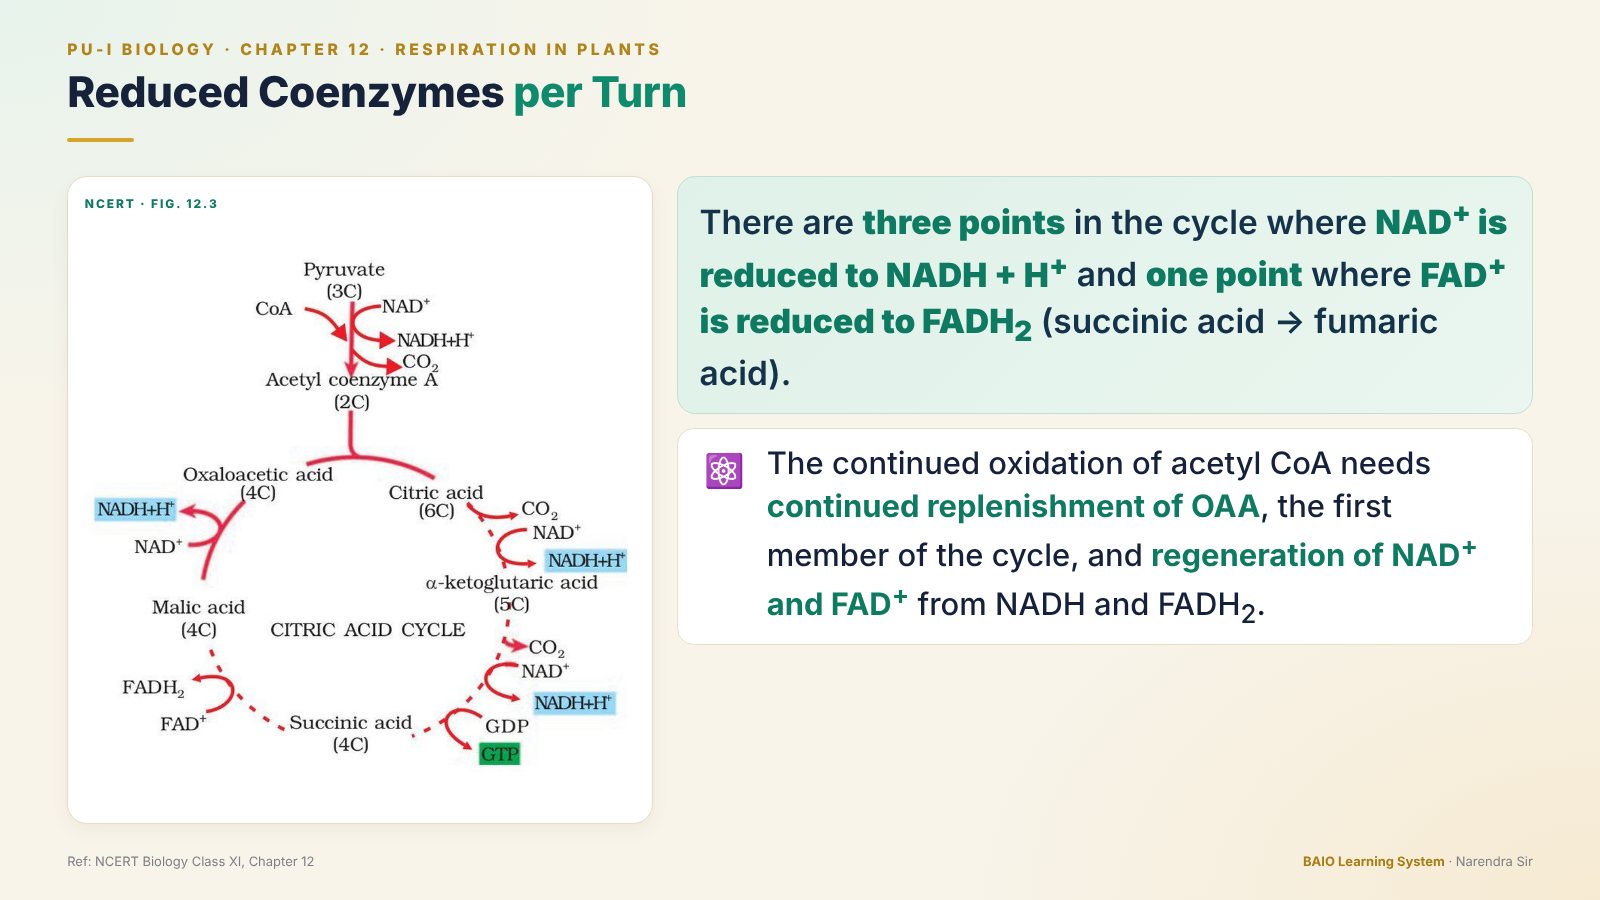 PU-I BIOLOGY · CHAPTER 12 · RESPIRATION IN PLANTS
Reduced Coenzymes per Turn
NCERT · FIG. 12.3
Pyruvate
(3C)
CoA
NAD⁺
NADH+H⁺
CO₂
Acetyl coenzyme A
(2C)
Oxaloacetic acid
(4C)
Citric acid
(6C)
NADH+H⁺
CO₂
NAD⁺
NAD⁺
NADH+H⁺
α-ketoglutaric acid
(5C)
Malic acid
(4C)
CITRIC ACID CYCLE
CO₂
NAD⁺
FADH₂
NADH+H⁺
FAD⁺
Succinic acid
(4C)
GDP
GTP
There are three points in the cycle where NAD⁺ is
reduced to NADH + H⁺ and one point where FAD⁺
is reduced to FADH₂ (succinic acid → fumaric
acid).
The continued oxidation of acetyl CoA needs
continued replenishment of OAA, the first
member of the cycle, and regeneration of NAD⁺
and FAD⁺ from NADH and FADH₂.
Ref: NCERT Biology Class XI, Chapter 12
BAIO Learning System · Narendra Sir